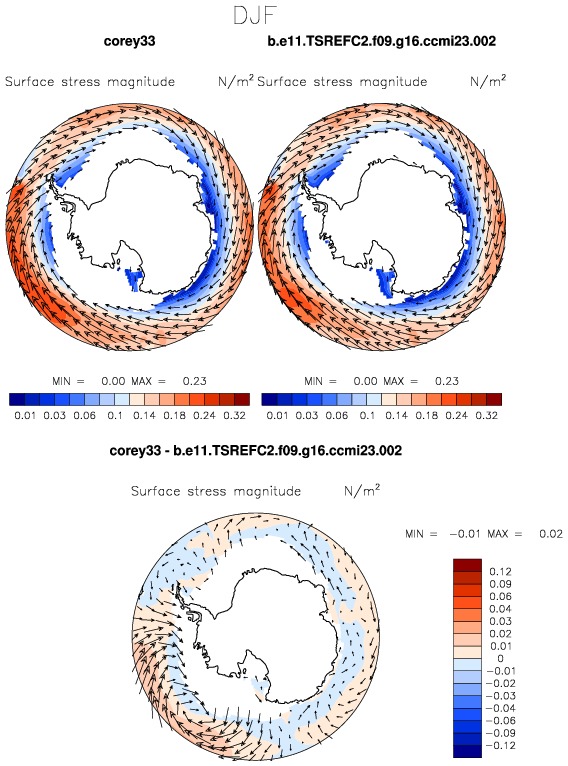 DJF
corey33 b.e11.TSREFC2.f09.g16.ccmi23.002
Surface stress magnitude N/m² Surface stress magnitude N/m²
MIN = 0.00 MAX = 0.23 MIN = 0.00 MAX = 0.23
0.01 0.03 0.06 0.1 0.14 0.18 0.24 0.32 0.01 0.03 0.06 0.1 0.14 0.18 0.24 0.32
corey33 - b.e11.TSREFC2.f09.g16.ccmi23.002
Surface stress magnitude N/m²
MIN = −0.01 MAX = 0.02
0.12
0.09
0.06
0.04
0.03
0.02
0.01
0
−0.01
−0.02
−0.03
−0.04
−0.06
−0.09
−0.12